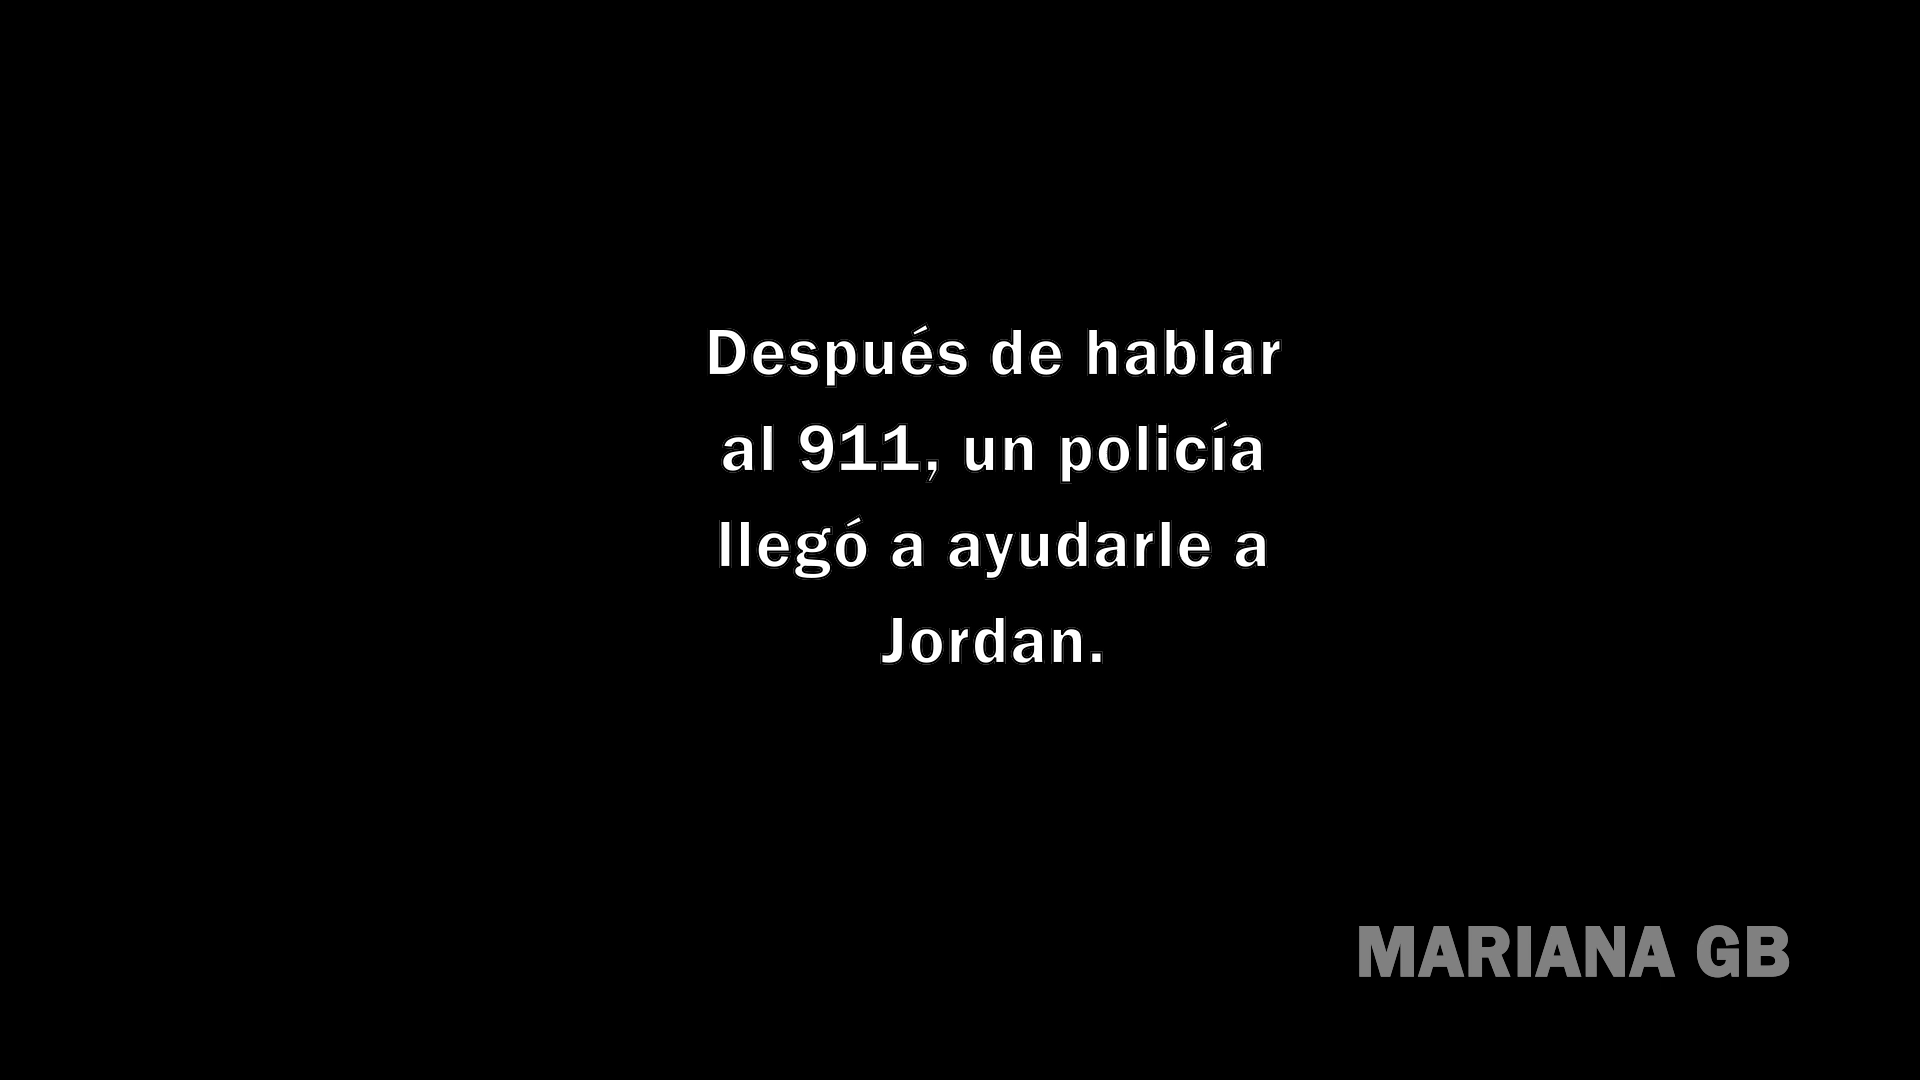 Después de hablar
al 911, un policía
llegó a ayudarle a
Jordan.
MARIANA GB